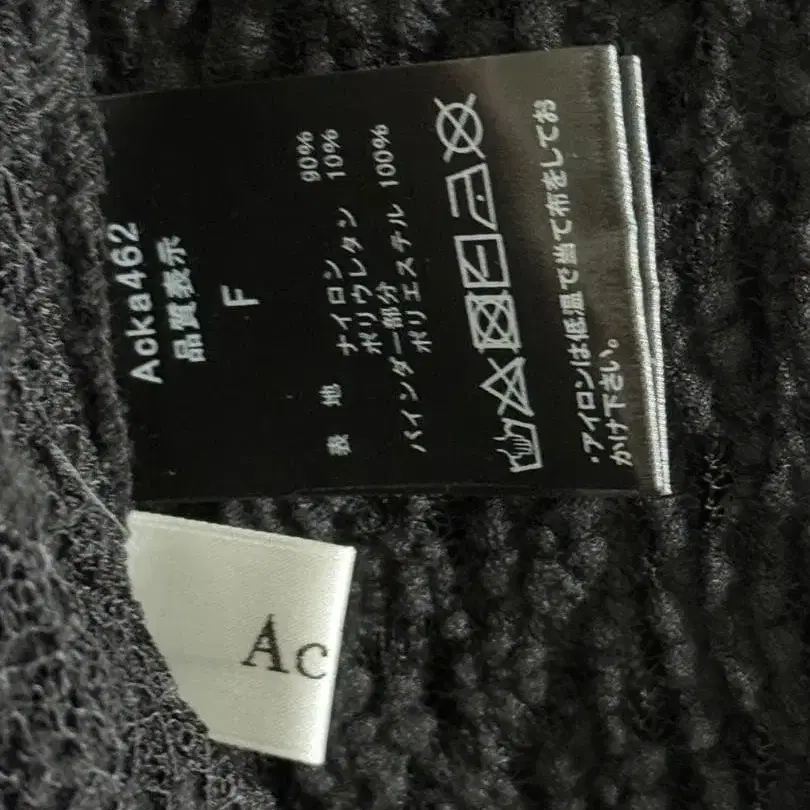 Acka462
品質表示
F
表 地 ナイロン 90%
ポリウレタン 10%
バインダー部分
ポリエステル 100%
・アイロンは低温で当て布をしてお
かけ下さい。
Ac